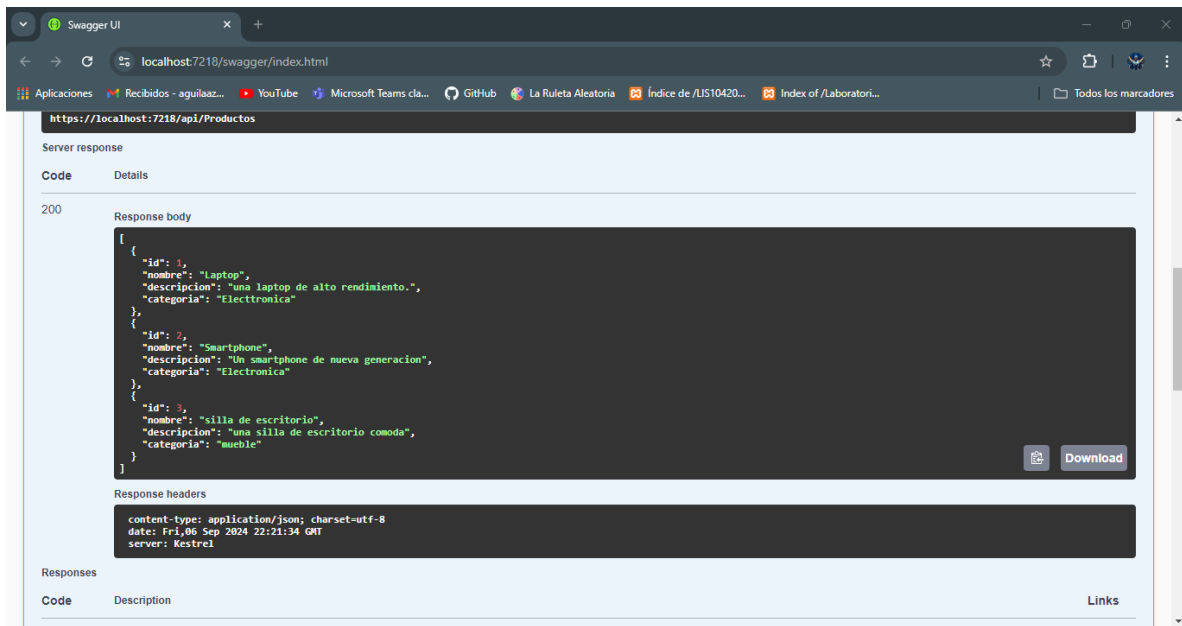 Swagger UI
localhost:7218/swagger/index.html
Aplicaciones Recibidos - aguilaaz... YouTube Microsoft Teams cla... GitHub La Ruleta Aleatoria Índice de /LIS10420... Index of /Laboratori... Todos los marcadores
https://localhost:7218/api/Productos
Server response
Code Details
200
Response body
[
{
"id": 1,
"nombre": "Laptop",
"descripcion": "una laptop de alto rendimiento.",
"categoria": "Electtronica"
},
{
"id": 2,
"nombre": "Smartphone",
"descripcion": "Un smartphone de nueva generacion",
"categoria": "Electronica"
},
{
"id": 3,
"nombre": "silla de escritorio",
"descripcion": "una silla de escritorio comoda",
"categoria": "mueble"
}
]
Download
Response headers
content-type: application/json; charset=utf-8
date: Fri,06 Sep 2024 22:21:34 GMT
server: Kestrel
Responses
Code Description Links